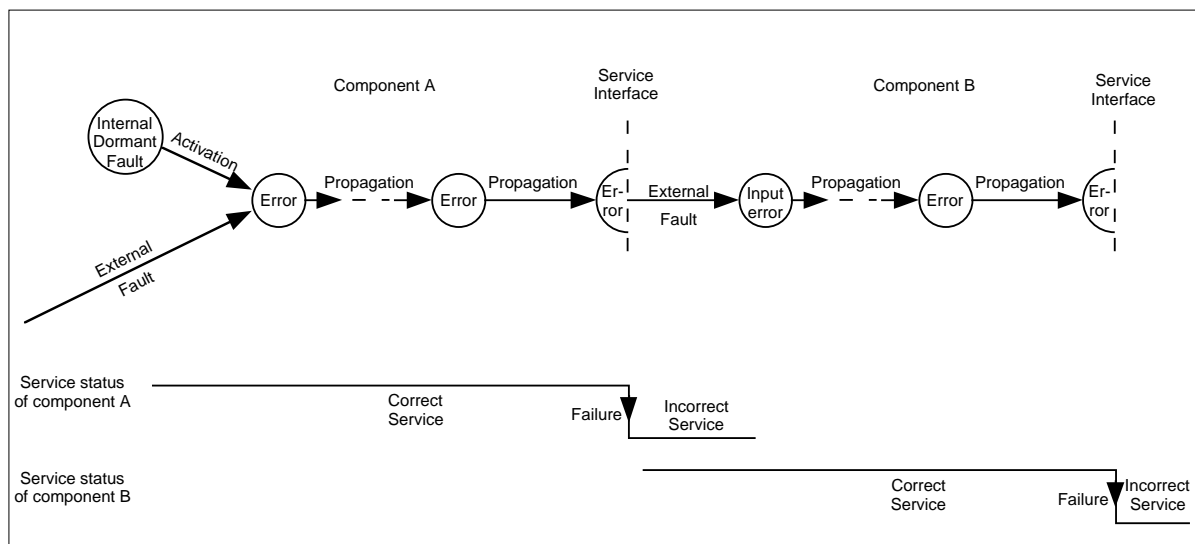 Component A
Service
Interface
Component B
Service
Interface
Internal
Dormant
Fault
Activation
Error
Propagation
Error
Propagation
Er-
ror
External
Fault
Input
error
Propagation
Error
Propagation
Er-
ror
External
Fault
Service status
of component A
Correct
Service
Failure
Incorrect
Service
Service status
of component B
Correct
Service
Failure
Incorrect
Service